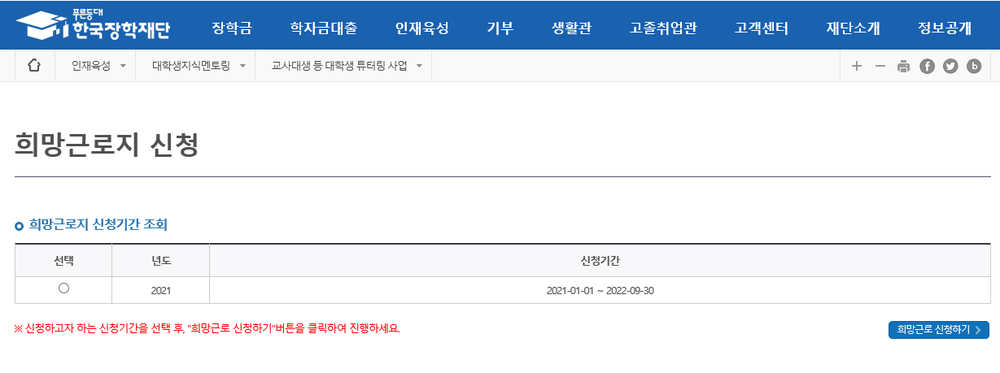 푸른등대
한국장학재단
장학금 학자금대출 인재육성 기부 생활관 고졸취업관 고객센터 재단소개 정보공개
인재육성 대학생지식멘토링 교사대생 등 대학생 튜터링 사업
희망근로지 신청
희망근로지 신청기간 조회
선택 년도 신청기간
2021 2021-01-01 ~ 2022-09-30
※ 신청하고자 하는 신청기간을 선택 후, "희망근로 신청하기"버튼을 클릭하여 진행하세요.
희망근로 신청하기